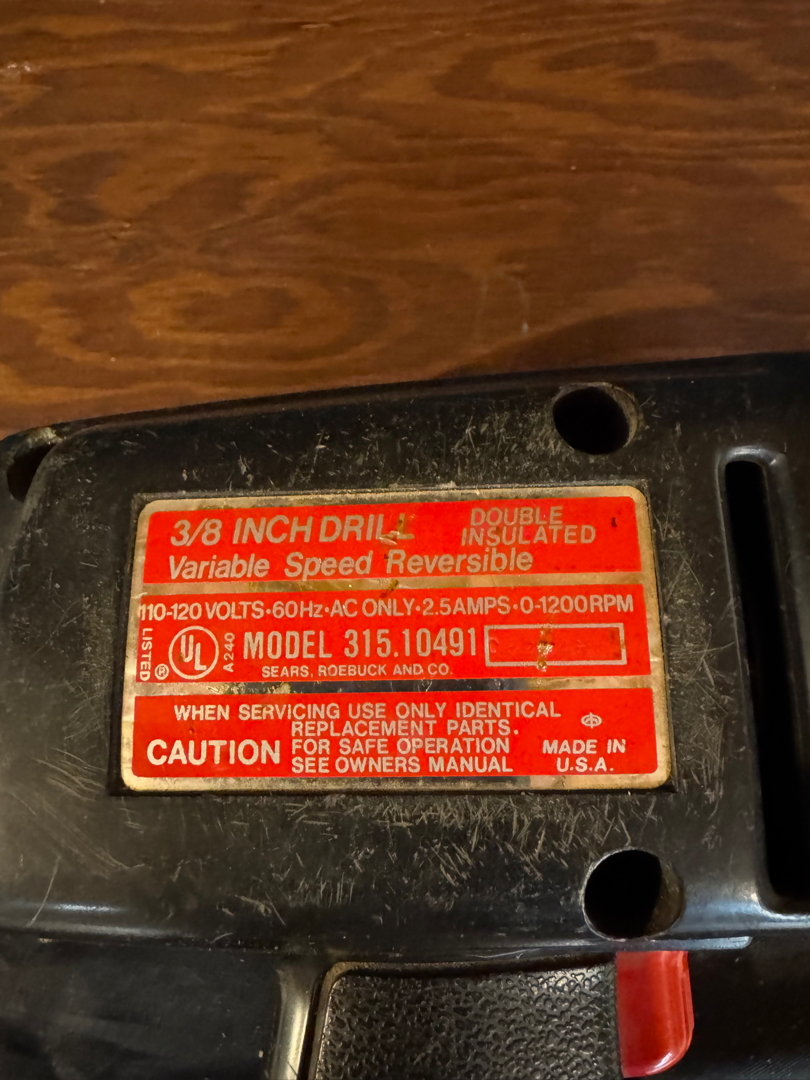 3/8 INCH DRILL
DOUBLE
INSULATED
Variable Speed Reversible
110-120 VOLTS·60Hz·AC ONLY·2.5AMPS·0-1200RPM
LISTED
UL
®
A240
MODEL 315.10491
SEARS, ROEBUCK AND CO.
WHEN SERVICING USE ONLY IDENTICAL
REPLACEMENT PARTS.
CAUTION
FOR SAFE OPERATION
SEE OWNERS MANUAL
MADE IN
U.S.A.